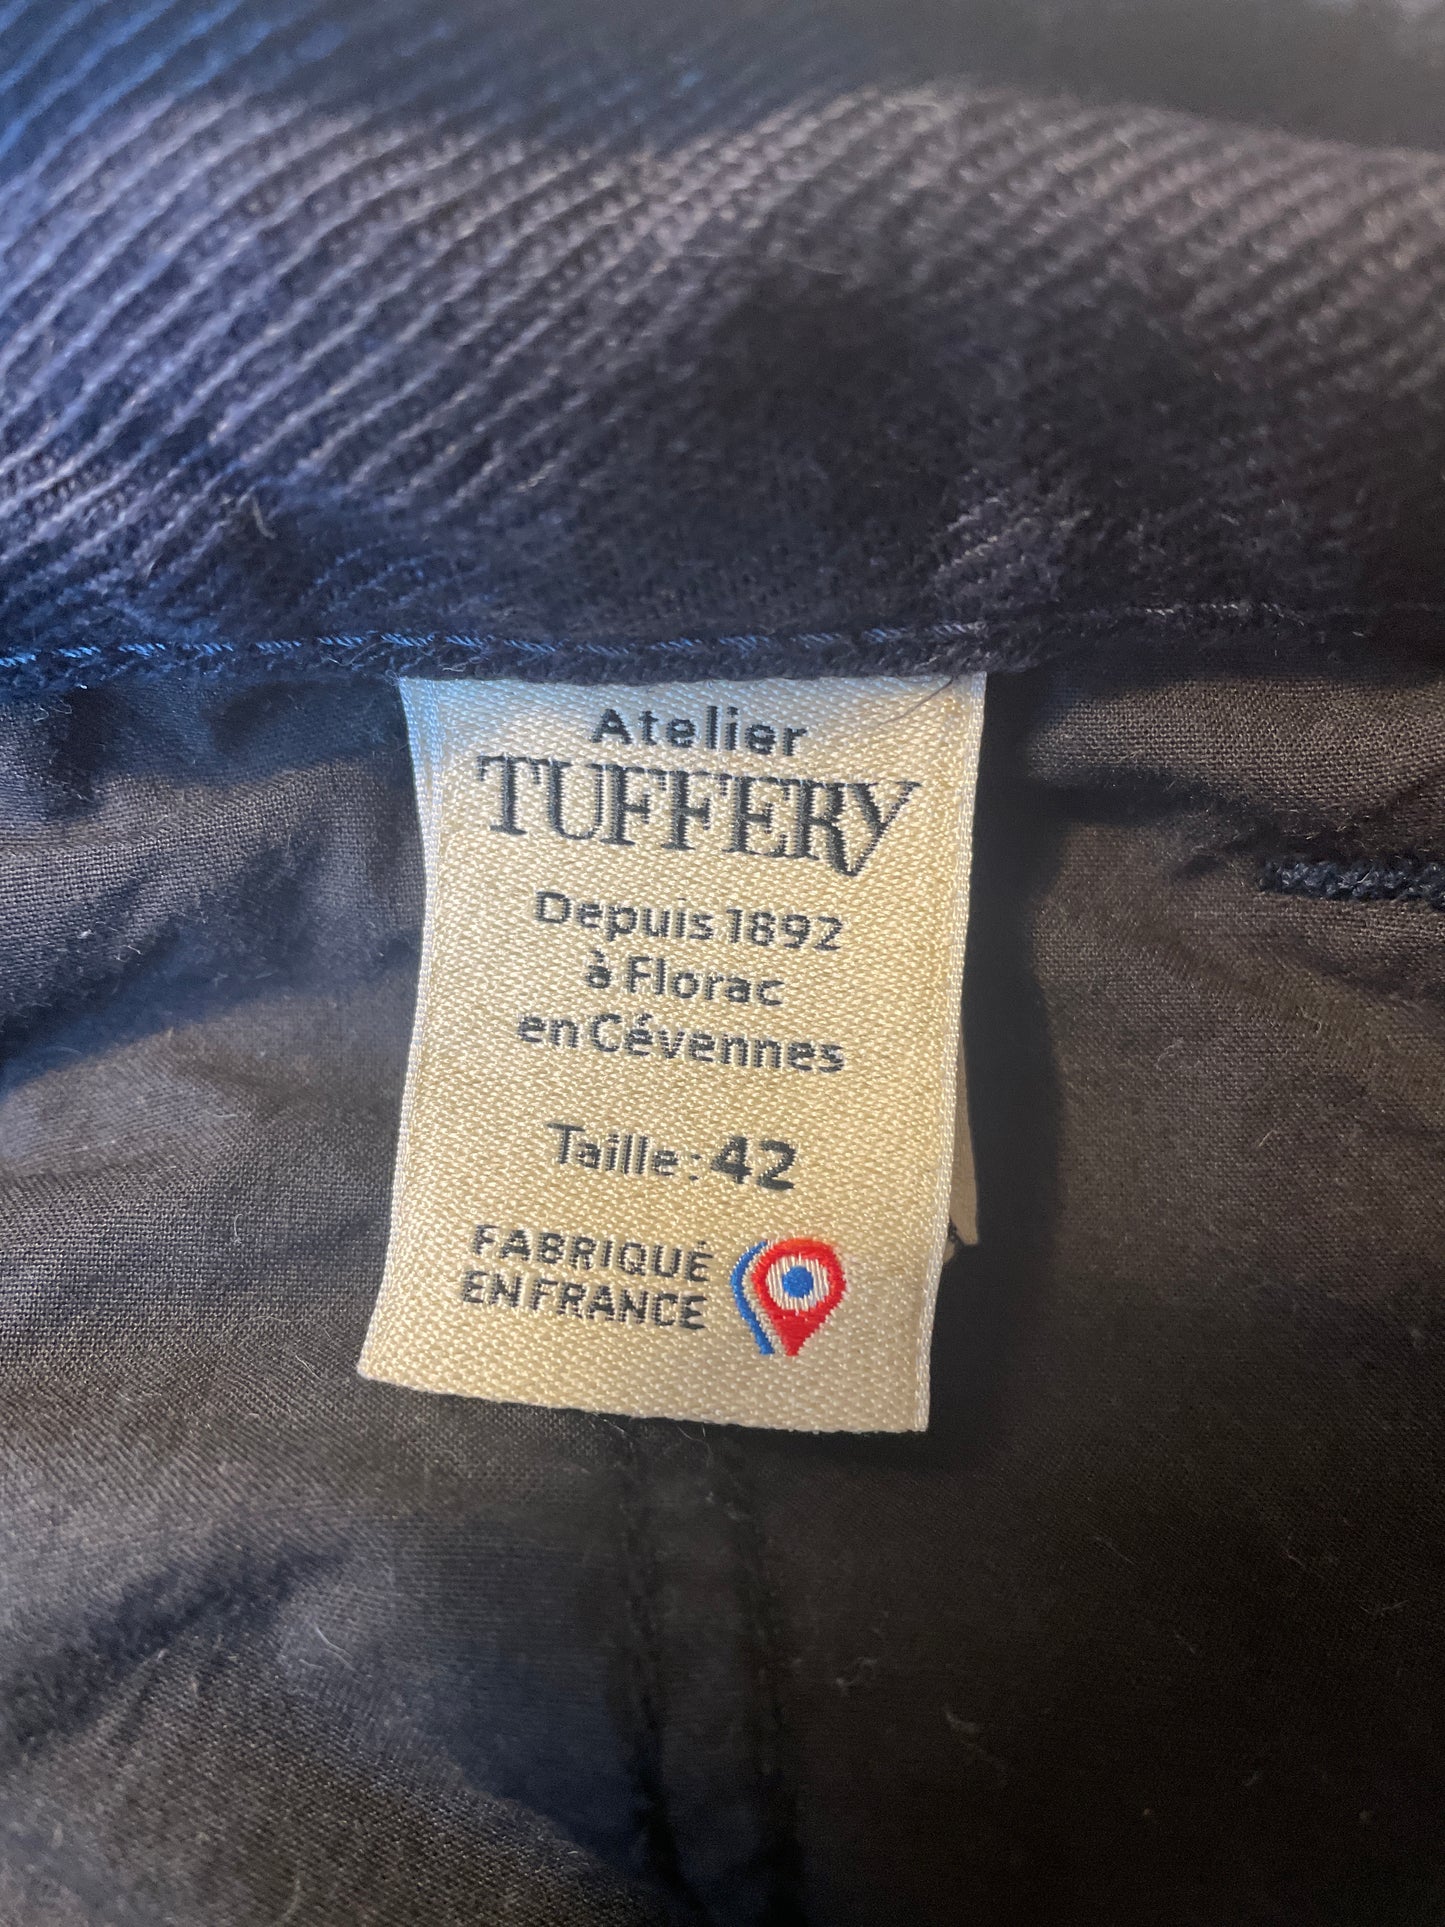 Atelier
TUFFERY
Depuis 1892
à Florac
en Cévennes
Taille : 42
FABRIQUÉ
EN FRANCE